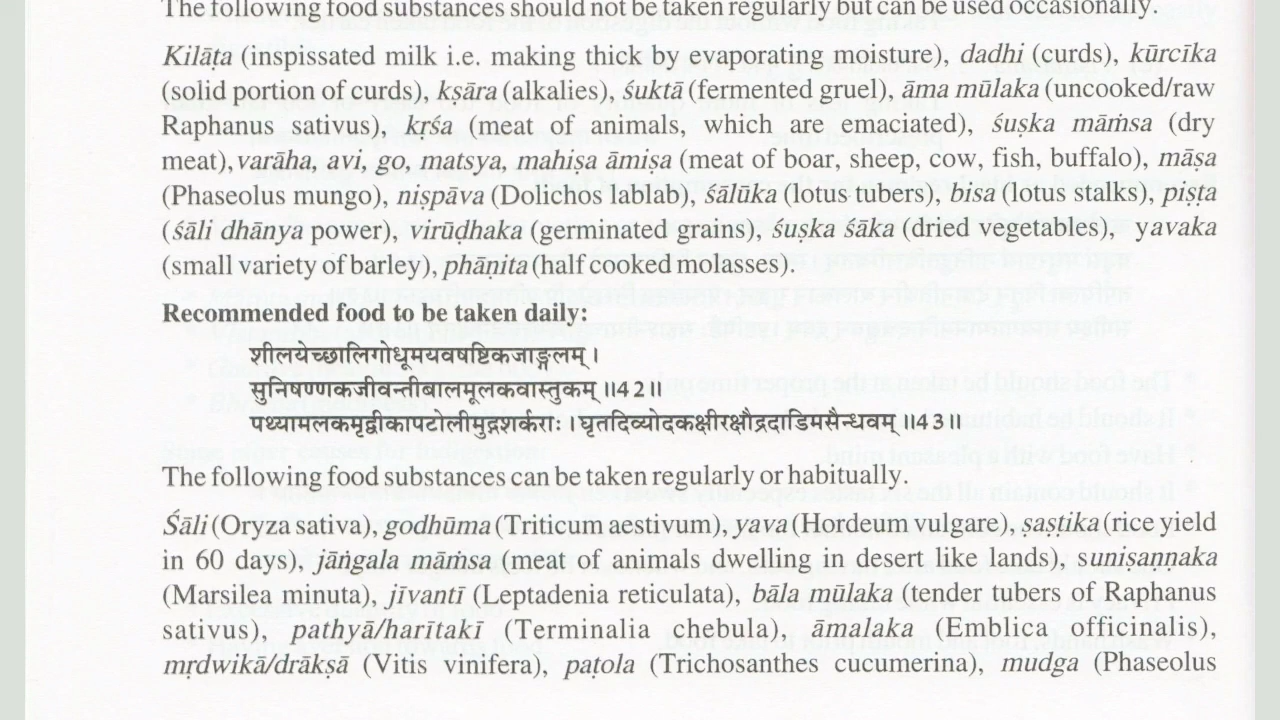 The following food substances should not be taken regularly but can be used occasionally.
Kilāṭa (inspissated milk i.e. making thick by evaporating moisture), dadhi (curds), kūrcīka
(solid portion of curds), kṣāra (alkalies), śuktā (fermented gruel), āma mūlaka (uncooked/raw
Raphanus sativus), kṛśa (meat of animals, which are emaciated), śuṣka māṁsa (dry
meat), varāha, avi, go, matsya, mahiṣa āmiṣa (meat of boar, sheep, cow, fish, buffalo), māṣa
(Phaseolus mungo), niṣpāva (Dolichos lablab), śālūka (lotus tubers), bisa (lotus stalks), piṣṭa
(śāli dhānya power), virūḍhaka (germinated grains), śuṣka śāka (dried vegetables), yavaka
(small variety of barley), phāṇita (half cooked molasses).
Recommended food to be taken daily:
शीलयेच्छालिगोधूमयवषष्टिकजाङ्गलम् ।
सुनिषण्णकजीवन्तीबालमूलकवास्तुकम् ॥42॥
पथ्यामलकमृद्वीकापटोलीमुद्गशर्कराः । घृतदिव्योदकक्षीरक्षौद्रदाडिमसैन्धवम् ॥43॥
The following food substances can be taken regularly or habitually.
Śāli (Oryza sativa), godhūma (Triticum aestivum), yava (Hordeum vulgare), saṣtika (rice yield
in 60 days), jāṅgala māṁsa (meat of animals dwelling in desert like lands), suniṣaṇṇaka
(Marsilea minuta), jīvantī (Leptadenia reticulata), bāla mūlaka (tender tubers of Raphanus
sativus), pathyā/harītakī (Terminalia chebula), āmalaka (Emblica officinalis),
mṛdwikā/drākṣā (Vitis vinifera), paṭola (Trichosanthes cucumerina), mudga (Phaseolus